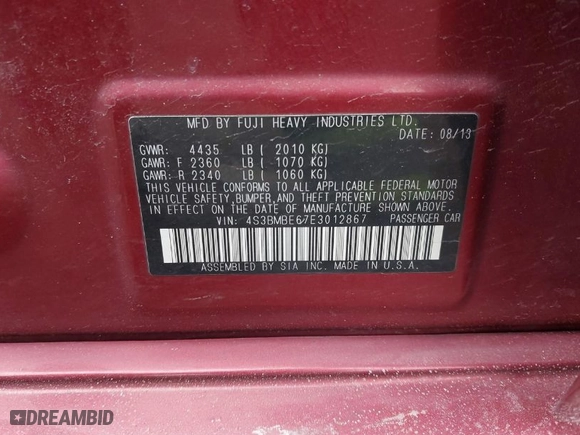 MFD BY FUJI HEAVY INDUSTRIES LTD.
DATE: 08/13
GVWR: 4435 LB ( 2010 KG)
GAWR: F 2360 LB ( 1070 KG)
GAWR: R 2340 LB ( 1060 KG)
THIS VEHICLE CONFORMS TO ALL APPLICABLE FEDERAL MOTOR
VEHICLE SAFETY,BUMPER,AND THEFT PREVENTION STANDARDS
IN EFFECT ON THE DATE OF MANUFACTURE SHOWN ABOVE.
VIN: 4S3BMBE67E3012867 PASSENGER CAR
ASSEMBLED BY SIA INC. MADE IN U.S.A.
DREAMBID